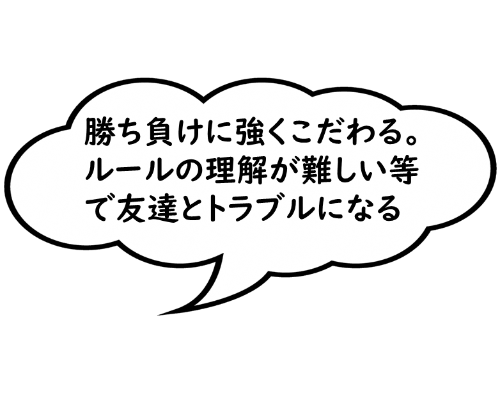 勝ち負けに強くこだわる。
ルールの理解が難しい等
で友達とトラブルになる